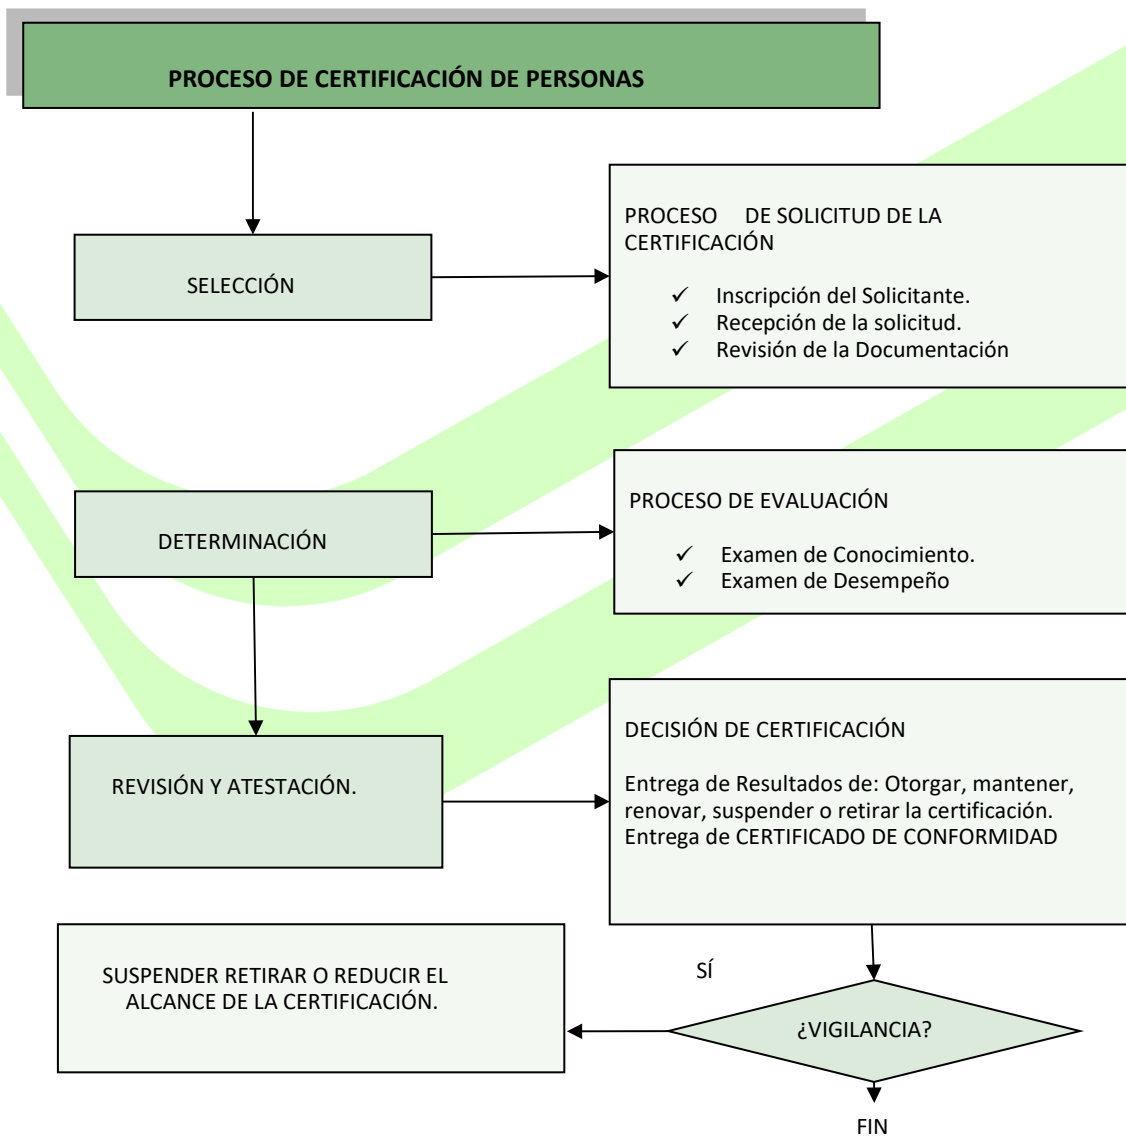 PROCESO DE CERTIFICACIÓN DE PERSONAS
SELECCIÓN
PROCESO DE SOLICITUD DE LA
CERTIFICACIÓN
✓ Inscripción del Solicitante.
✓ Recepción de la solicitud.
✓ Revisión de la Documentación
DETERMINACIÓN
PROCESO DE EVALUACIÓN
✓ Examen de Conocimiento.
✓ Examen de Desempeño
REVISIÓN Y ATESTACIÓN.
DECISIÓN DE CERTIFICACIÓN
Entrega de Resultados de: Otorgar, mantener,
renovar, suspender o retirar la certificación.
Entrega de CERTIFICADO DE CONFORMIDAD
SUSPENDER RETIRAR O REDUCIR EL
ALCANCE DE LA CERTIFICACIÓN.
SÍ
¿VIGILANCIA?
FIN